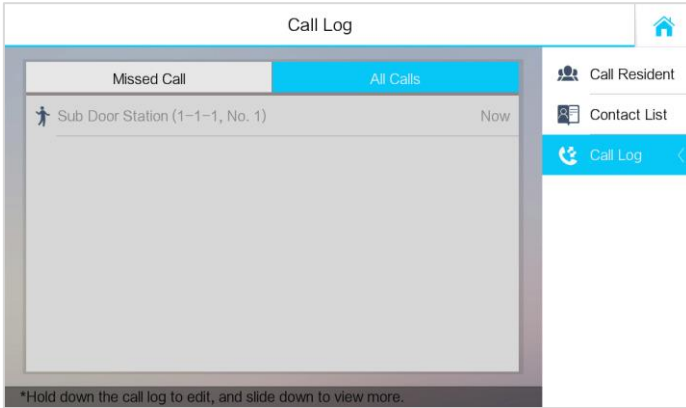 Call Log
Missed Call
All Calls
Sub Door Station (1-1-1, No. 1)
Now
*Hold down the call log to edit, and slide down to view more.
Call Resident
Contact List
Call Log